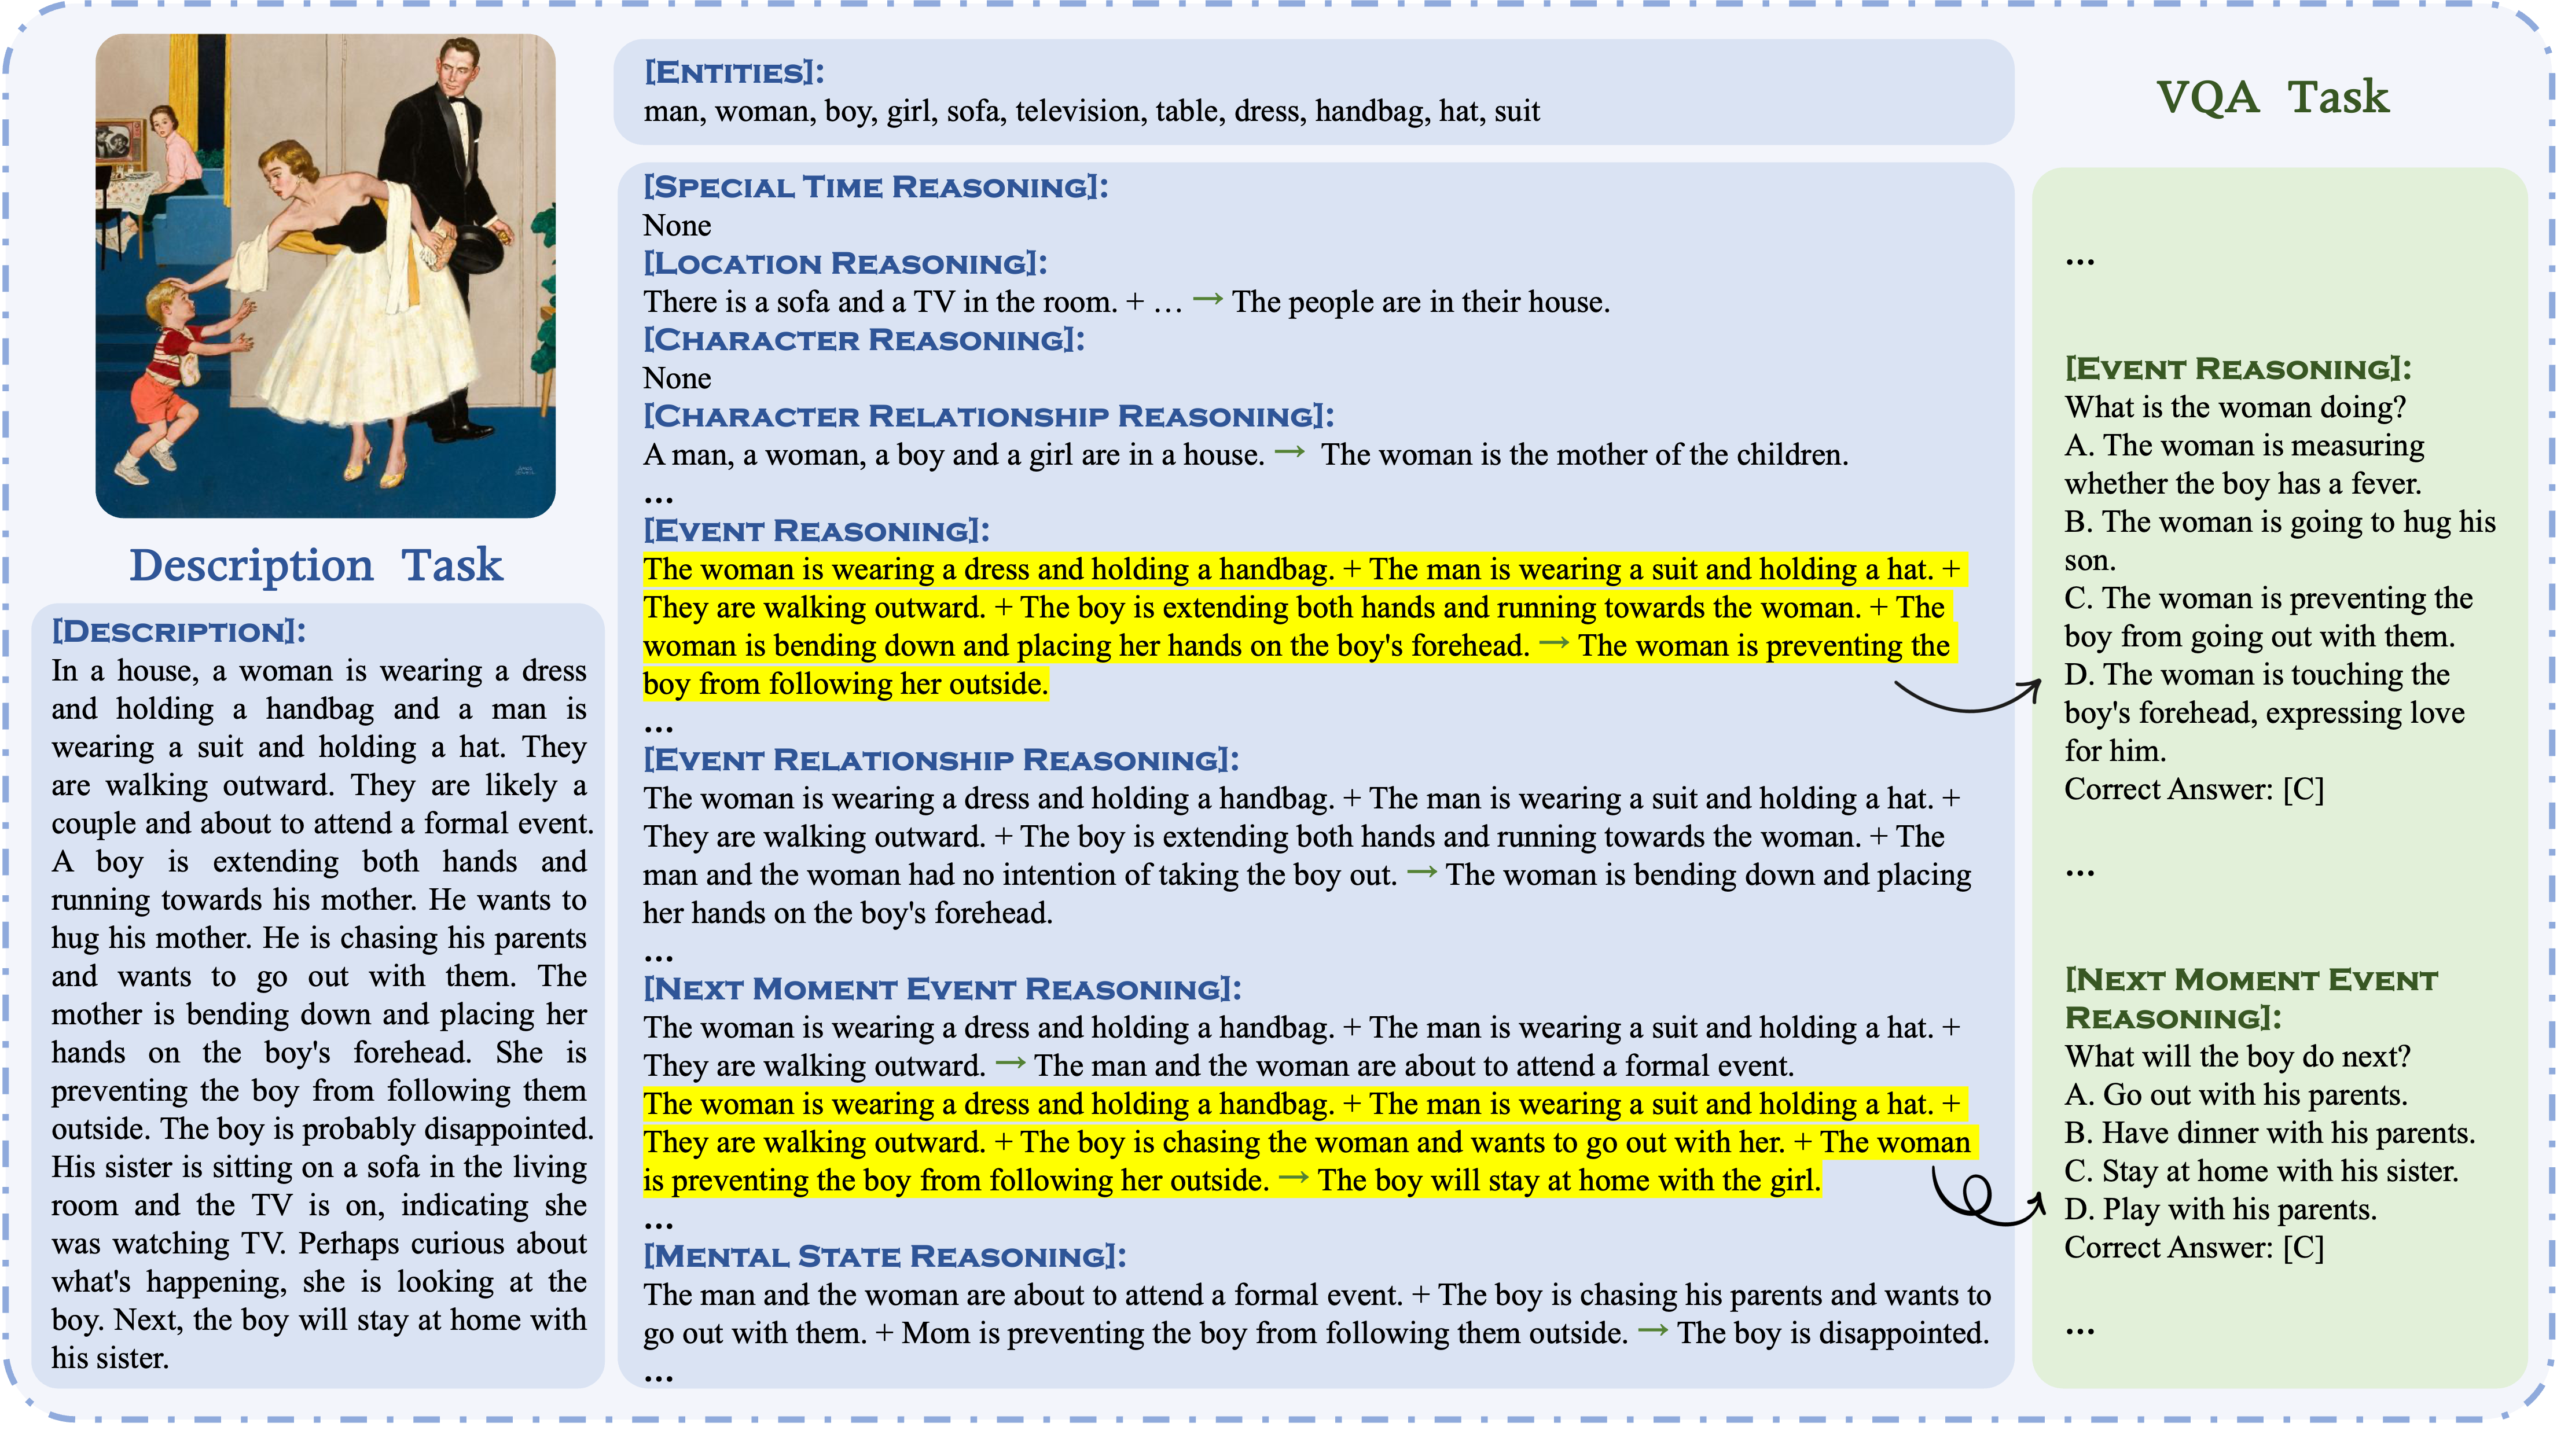 Description Task
[Description]:
In a house, a woman is wearing a dress
and holding a handbag and a man is
wearing a suit and holding a hat. They
are walking outward. They are likely a
couple and about to attend a formal event.
A boy is extending both hands and
running towards his mother. He wants to
hug his mother. He is chasing his parents
and wants to go out with them. The
mother is bending down and placing her
hands on the boy's forehead. She is
preventing the boy from following them
outside. The boy is probably disappointed.
His sister is sitting on a sofa in the living
room and the TV is on, indicating she
was watching TV. Perhaps curious about
what's happening, she is looking at the
boy. Next, the boy will stay at home with
his sister.
[Entities]:
man, woman, boy, girl, sofa, television, table, dress, handbag, hat, suit
[Special Time Reasoning]:
None
[Location Reasoning]:
There is a sofa and a TV in the room. + … → The people are in their house.
[Character Reasoning]:
None
[Character Relationship Reasoning]:
A man, a woman, a boy and a girl are in a house. → The woman is the mother of the children.
...
[Event Reasoning]:
The woman is wearing a dress and holding a handbag. + The man is wearing a suit and holding a hat. +
They are walking outward. + The boy is extending both hands and running towards the woman. + The
woman is bending down and placing her hands on the boy's forehead. → The woman is preventing the
boy from following her outside.
...
[Event Relationship Reasoning]:
The woman is wearing a dress and holding a handbag. + The man is wearing a suit and holding a hat. +
They are walking outward. + The boy is extending both hands and running towards the woman. + The
man and the woman had no intention of taking the boy out. → The woman is bending down and placing
her hands on the boy's forehead.
...
[Next Moment Event Reasoning]:
The woman is wearing a dress and holding a handbag. + The man is wearing a suit and holding a hat. +
They are walking outward. → The man and the woman are about to attend a formal event.
The woman is wearing a dress and holding a handbag. + The man is wearing a suit and holding a hat. +
They are walking outward. + The boy is chasing the woman and wants to go out with her. + The woman
is preventing the boy from following her outside. → The boy will stay at home with the girl.
...
[Mental State Reasoning]:
The man and the woman are about to attend a formal event. + The boy is chasing his parents and wants to
go out with them. + Mom is preventing the boy from following them outside. → The boy is disappointed.
...
VQA Task
...
[Event Reasoning]:
What is the woman doing?
A. The woman is measuring
whether the boy has a fever.
B. The woman is going to hug his
son.
C. The woman is preventing the
boy from going out with them.
D. The woman is touching the
boy's forehead, expressing love
for him.
Correct Answer: [C]
...
[Next Moment Event
Reasoning]:
What will the boy do next?
A. Go out with his parents.
B. Have dinner with his parents.
C. Stay at home with his sister.
D. Play with his parents.
Correct Answer: [C]
...